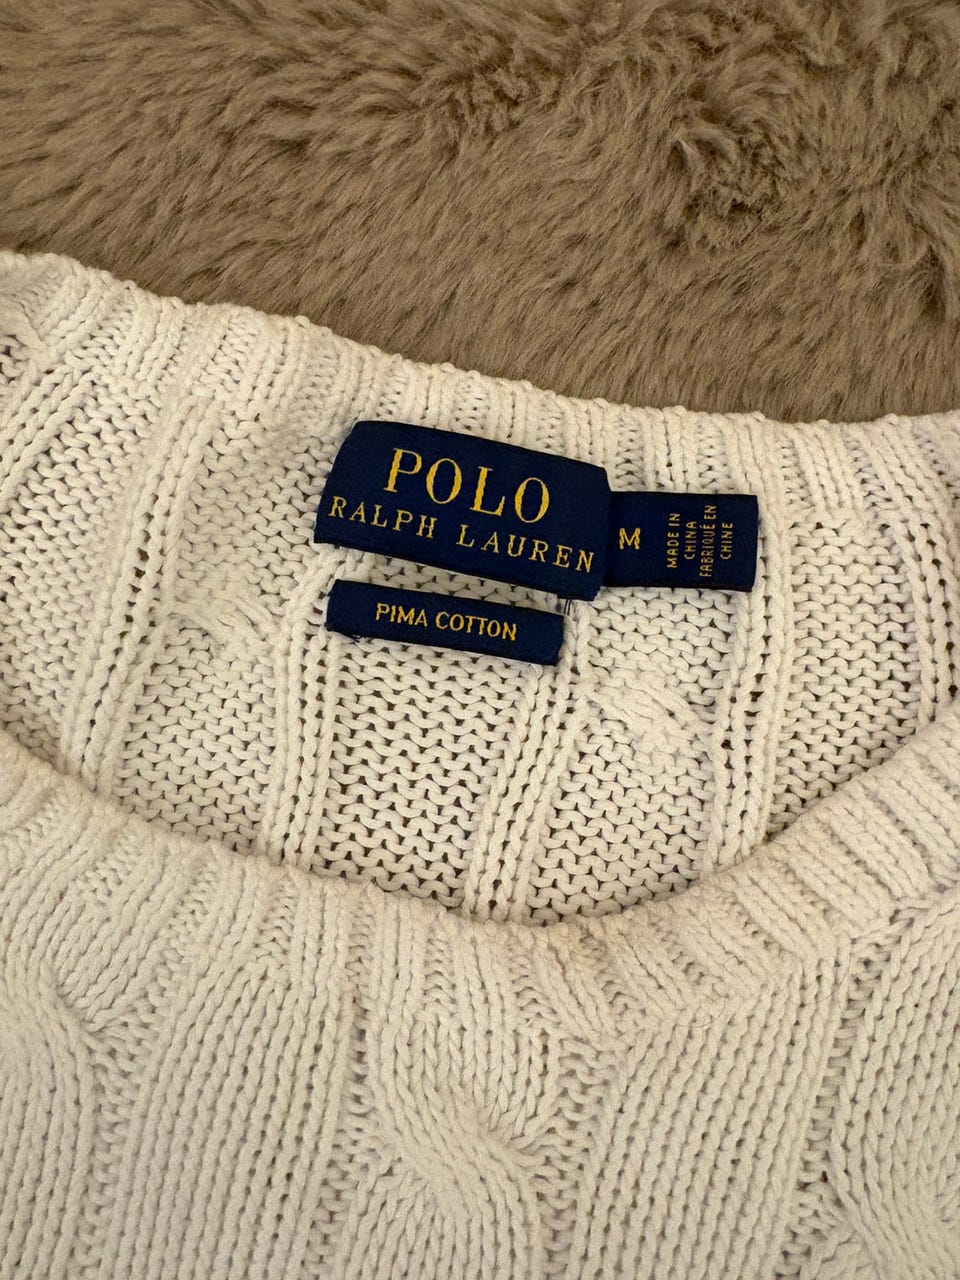 POLO
RALPH LAUREN
M
MADE IN
CHINA
FABRIQUÉ EN
CHINE
PIMA COTTON